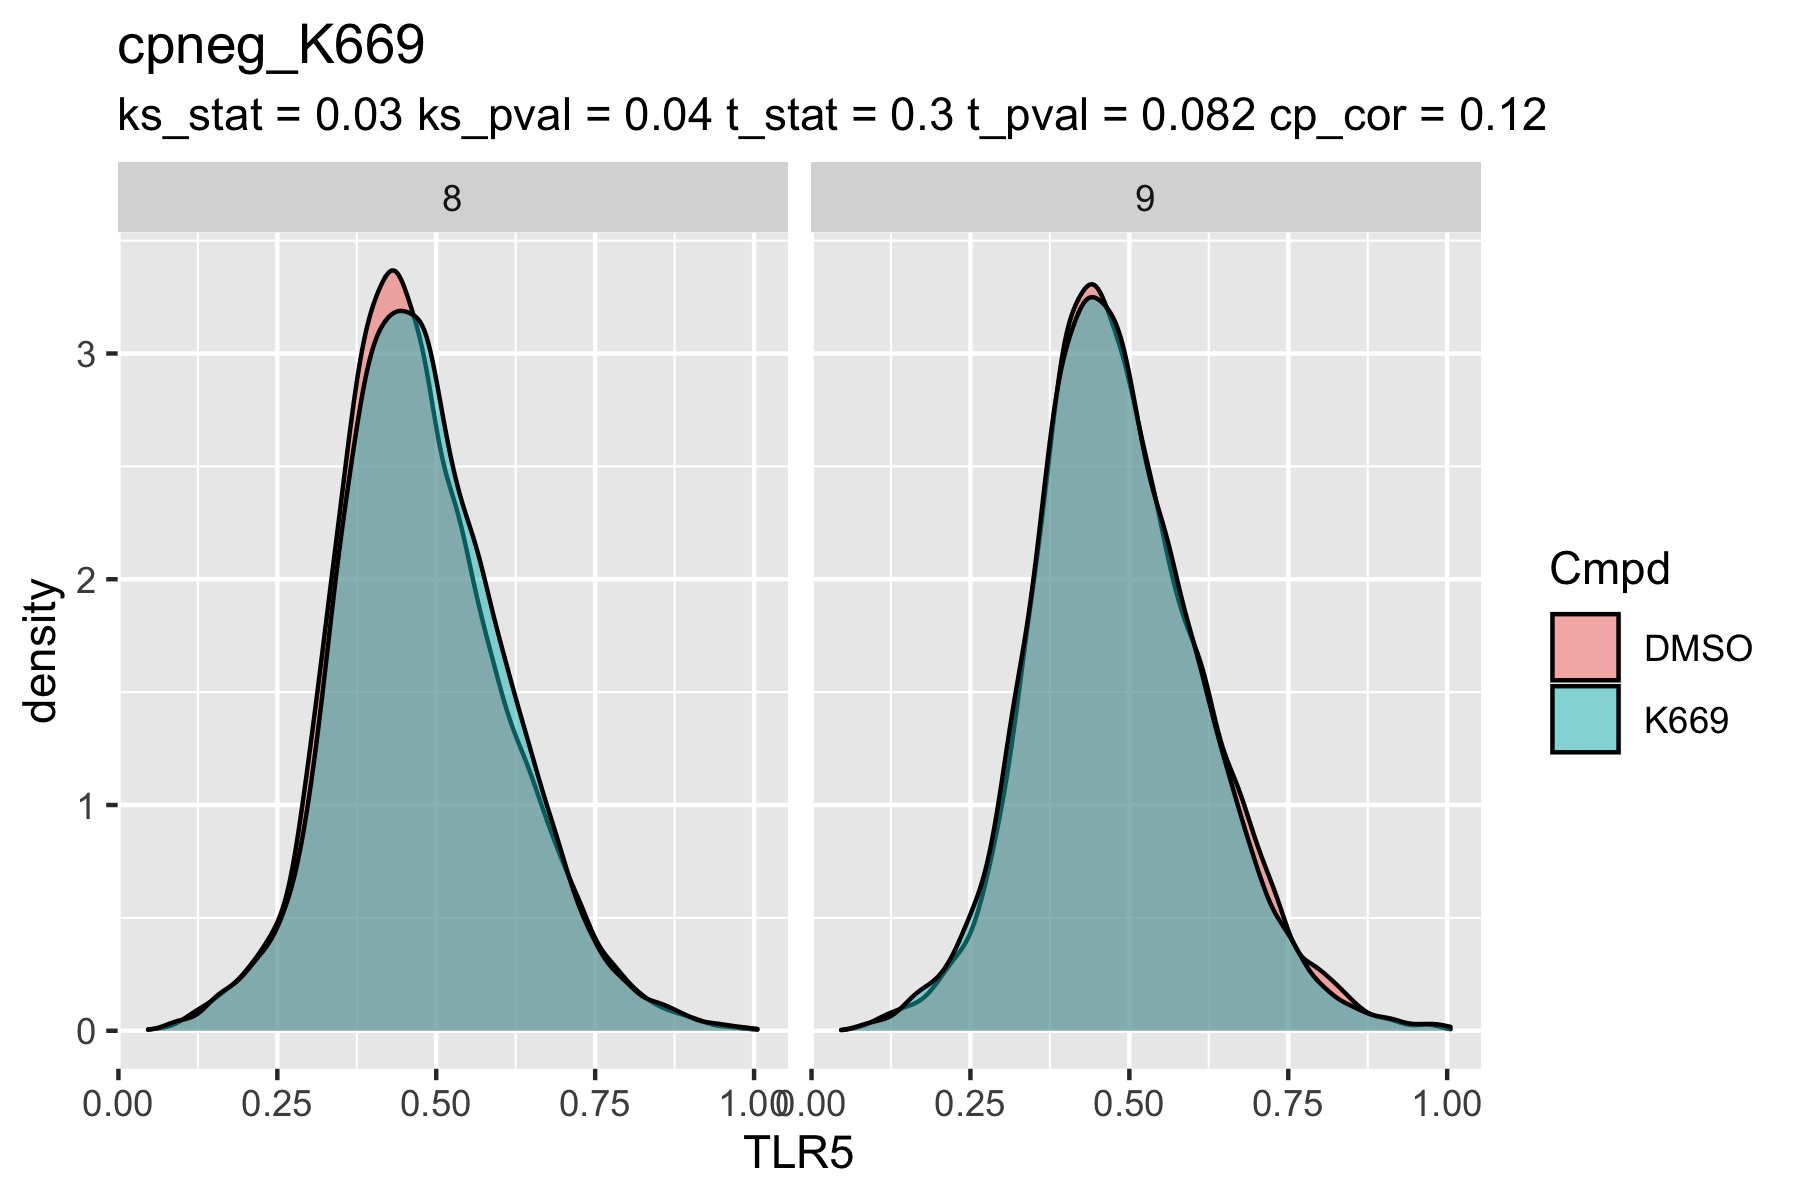 cpneg_K669
ks_stat = 0.03 ks_pval = 0.04 t_stat = 0.3 t_pval = 0.082 cp_cor = 0.12
8 9
3
2
1
0
density
0.00 0.25 0.50 0.75 1.00 0.00 0.25 0.50 0.75 1.00
TLR5
Cmpd
DMSO
K669